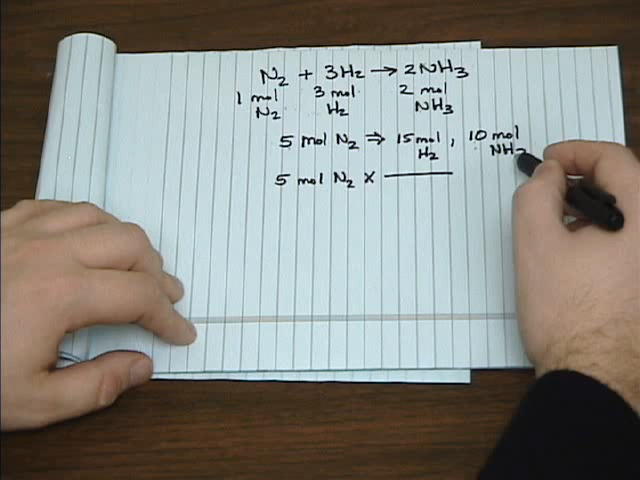 N₂ + 3H₂ → 2NH₃
1 mol 3 mol 2 mol
N₂ H₂ NH₃
5 mol N₂ ⇒ 15 mol , 10 mol
H₂ NH₃
5 mol N₂ ×